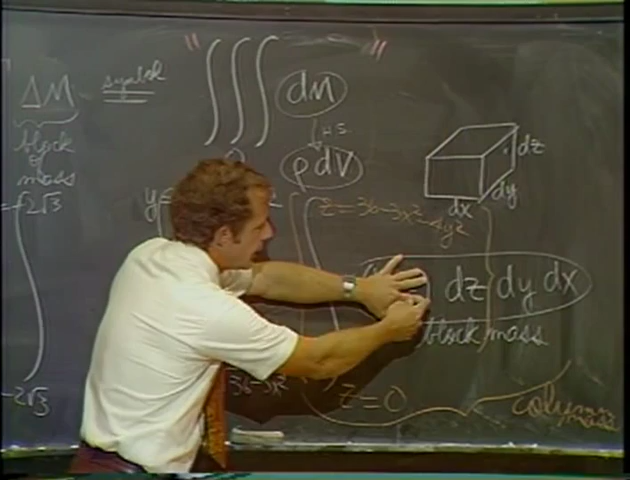 " ∭ dM "
ΔM symbol
block
of
mass
H.S.
ρ dV
dz
dy
dx
2√3
y=
z = 36-3x²-4y²
dz dy dx
block mass
-2√3
36-3x²
z=0
column
mass